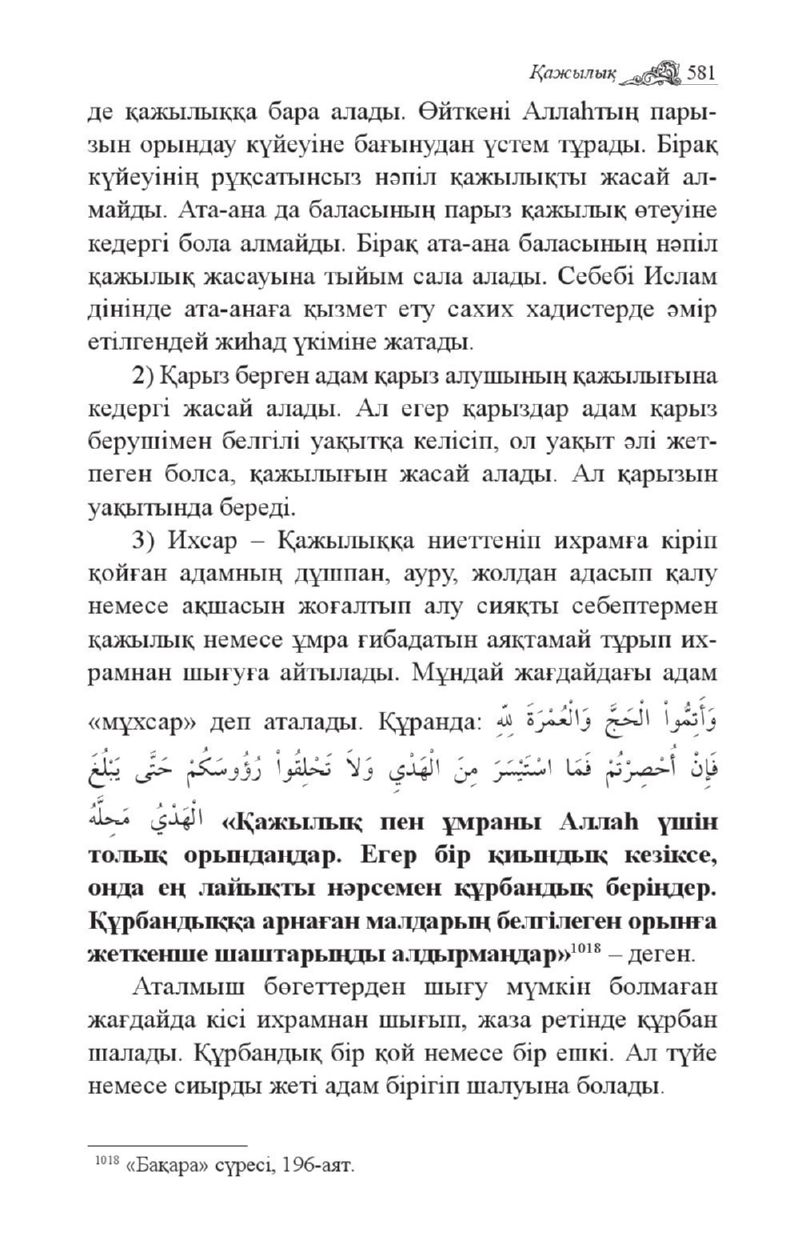 Қажылық 581
де қажылыққа бара алады. Өйткені Аллаһтың пары-
зын орындау күйеуіне бағынудан үстем тұрады. Бірақ
күйеуінің рұқсатынсыз нәпіл қажылықты жасай ал-
майды. Ата-ана да баласының парыз қажылық өтеуіне
кедергі бола алмайды. Бірақ ата-ана баласының нәпіл
қажылық жасауына тыйым сала алады. Себебі Ислам
дінінде ата-анаға қызмет ету сахих хадистерде әмір
етілгендей жиһад үкіміне жатады.
2) Қарыз берген адам қарыз алушының қажылығына
кедергі жасай алады. Ал егер қарыздар адам қарыз
берушімен белгілі уақытқа келісіп, ол уақыт әлі жет-
пеген болса, қажылығын жасай алады. Ал қарызын
уақытында береді.
3) Ихсар – Қажылыққа ниеттеніп ихрамға кіріп
қойған адамның дұшпан, ауру, жолдан адасып қалу
немесе ақшасын жоғалтып алу сияқты себептермен
қажылық немесе ұмра ғибадатын аяқтамай тұрып их-
рамнан шығуға айтылады. Мұндай жағдайдағы адам
«мұхсар» деп аталады. Құранда: وَأَتِمُّواْ الْحَجَّ وَالْعُمْرَةَ لِلّهِ
فَإِنْ أُحْصِرْتُمْ فَمَا اسْتَيْسَرَ مِنَ الْهَدْيِ وَلاَ تَحْلِقُواْ رُؤُوسَكُمْ حَتَّى يَبْلُغَ
الْهَدْيُ مَحِلَّهُ «Қажылық пен ұмраны Аллаһ үшін
толық орындаңдар. Егер бір қиындық кезіксе,
онда ең лайықты нәрсемен құрбандық беріңдер.
Құрбандыққа арнаған малдарың белгілеген орынға
жеткенше шаштарыңды алдырмаңдар»1018 – деген.
Аталмыш бөгеттерден шығу мүмкін болмаған
жағдайда кісі ихрамнан шығып, жаза ретінде құрбан
шалады. Құрбандық бір қой немесе бір ешкі. Ал түйе
немесе сиырды жеті адам бірігіп шалуына болады.
1018 «Бақара» сүресі, 196-аят.